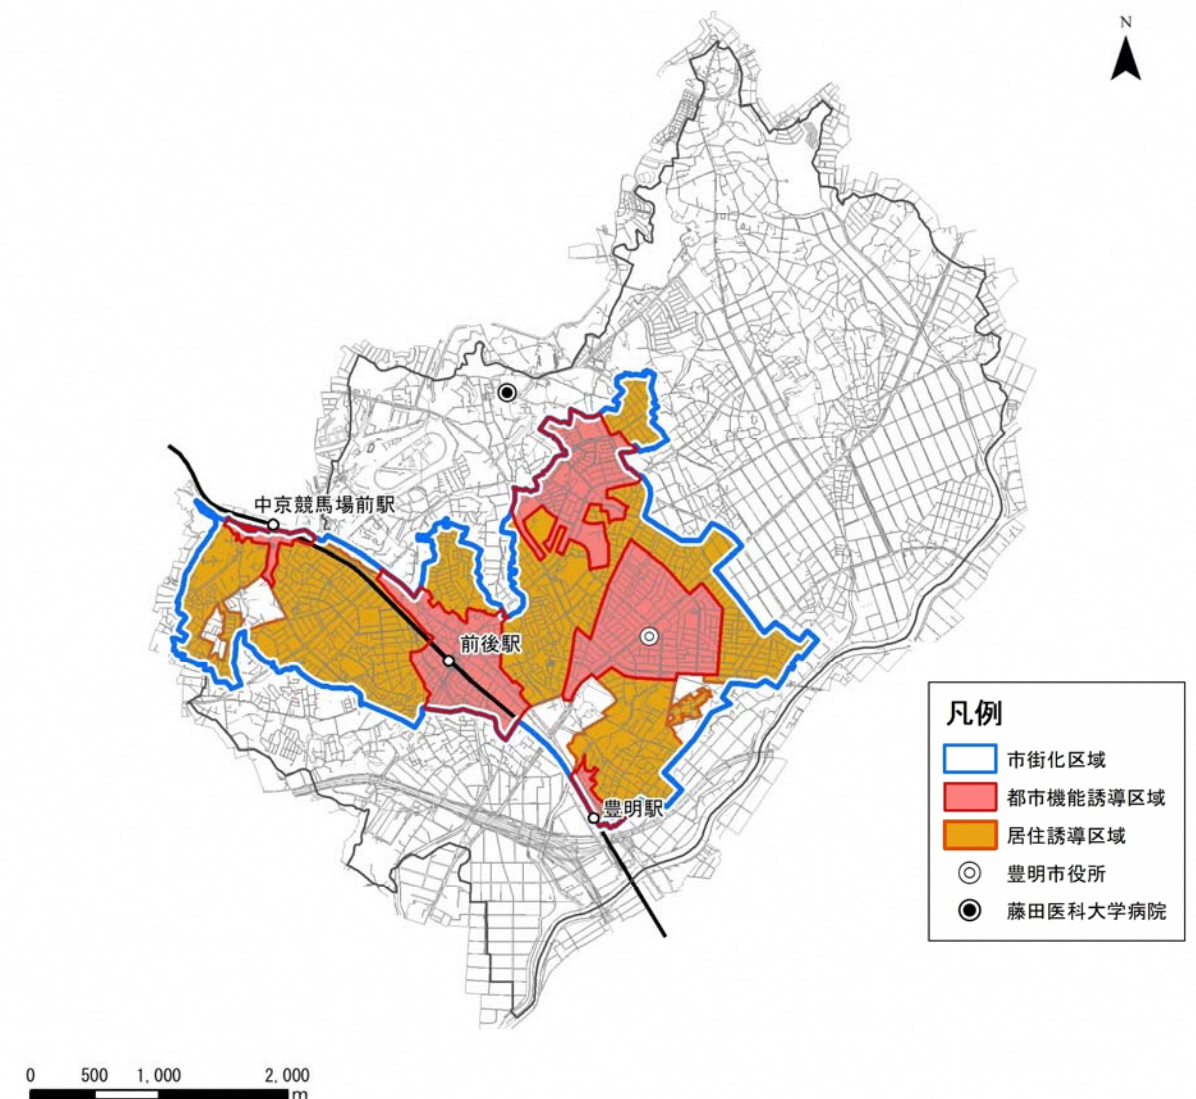 N
中京競馬場前駅
前後駅
豊明駅
凡例
市街化区域
都市機能誘導区域
居住誘導区域
豊明市役所
藤田医科大学病院
0 500 1,000 2,000
m